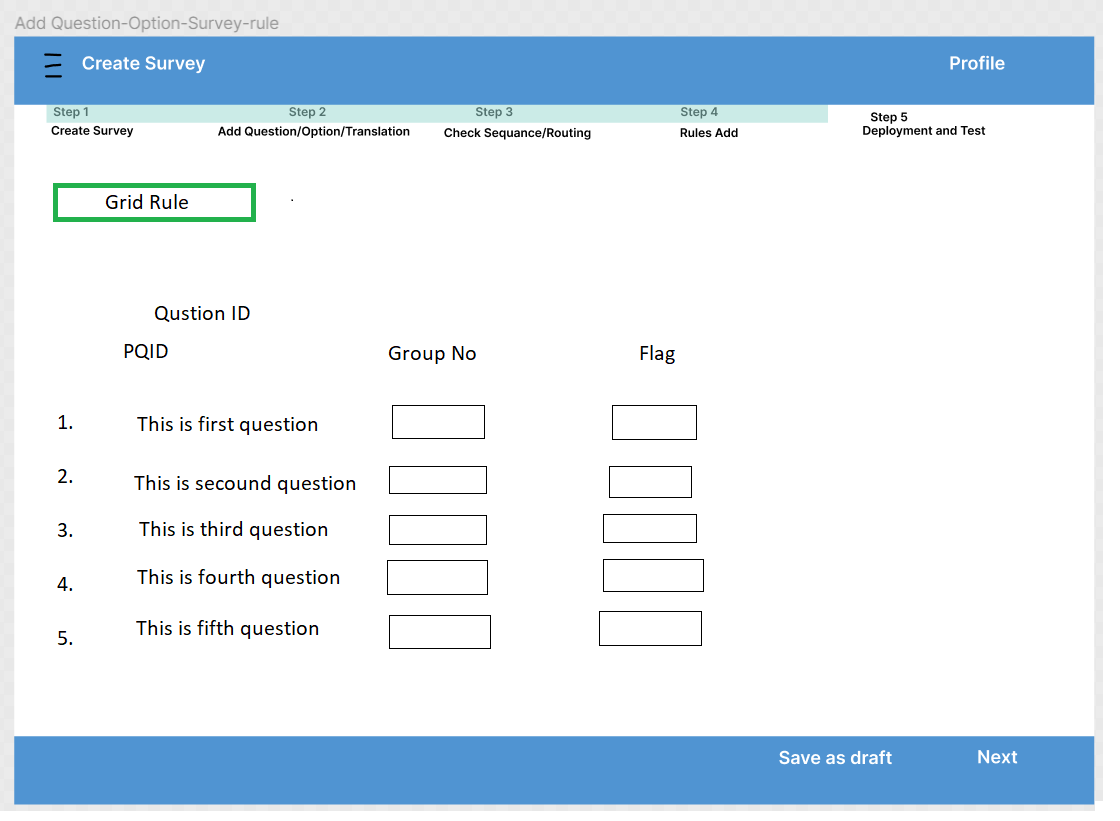 Add Question-Option-Survey-rule
Create Survey Profile
Step 1 Step 2 Step 3 Step 4 Step 5
Create Survey Add Question/Option/Translation Check Sequance/Routing Rules Add Deployment and Test
Grid Rule
Qustion ID
PQID Group No Flag
1. This is first question
2. This is secound question
3. This is third question
4. This is fourth question
5. This is fifth question
Save as draft Next